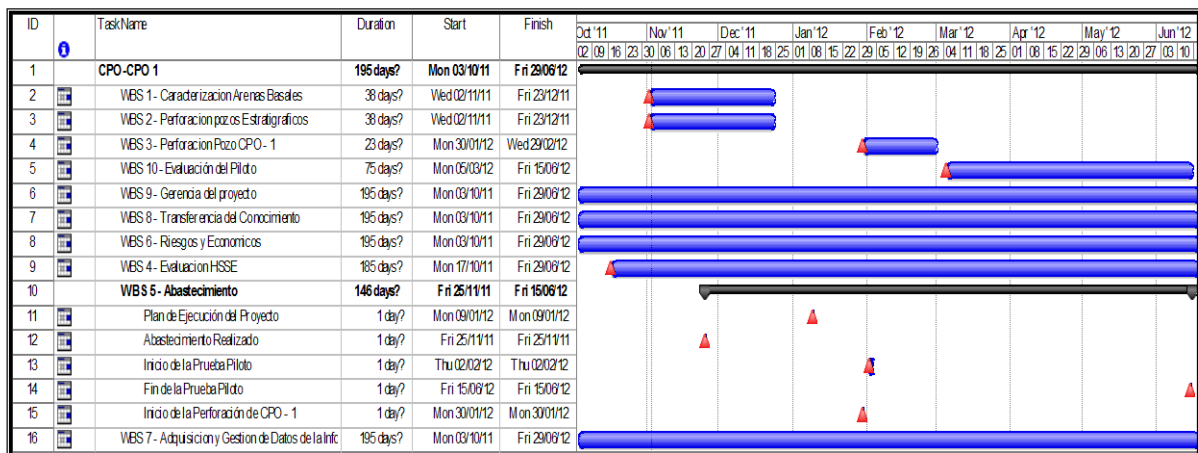 ID TaskName Duration Start Finish
Oct '11 Nov '11 Dec '11 Jan '12 Feb '12 Mar '12 Apr '12 May '12 Jun '12
02 09 16 23 30 06 13 20 27 04 11 18 25 01 08 15 22 29 05 12 19 26 04 11 18 25 01 08 15 22 29 06 13 20 27 03 10
1 CPO-CPO 1 195 days? Mon 03/10/11 Fri 29/06/12
2 WBS 1 - Caracterizacion Arenas Basales 38 days? Wed 02/11/11 Fri 23/12/11
3 WBS 2 - Perforacion pozos Estratigraficos 38 days? Wed 02/11/11 Fri 23/12/11
4 WBS 3 - Perforacion Pozo CPO - 1 23 days? Mon 30/01/12 Wed 29/02/12
5 WBS 10 - Evaluación del Piloto 75 days? Mon 05/03/12 Fri 15/06/12
6 WBS 9 - Gerencia del proyecto 195 days? Mon 03/10/11 Fri 29/06/12
7 WBS 8 - Transferencia del Conocimiento 195 days? Mon 03/10/11 Fri 29/06/12
8 WBS 6 - Riesgos y Economicos 195 days? Mon 03/10/11 Fri 29/06/12
9 WBS 4 - Evaluacion HSSE 185 days? Mon 17/10/11 Fri 29/06/12
10 WBS 5 - Abastecimiento 146 days? Fri 25/11/11 Fri 15/06/12
11 Plan de Ejecución del Proyecto 1 day? Mon 09/01/12 Mon 09/01/12
12 Abastecimiento Realizado 1 day? Fri 25/11/11 Fri 25/11/11
13 Inicio de la Prueba Piloto 1 day? Thu 02/02/12 Thu 02/02/12
14 Fin de la Prueba Piloto 1 day? Fri 15/06/12 Fri 15/06/12
15 Inicio de la Perforación de CPO - 1 1 day? Mon 30/01/12 Mon 30/01/12
16 WBS 7 - Adquisicion y Gestion de Datos de la Info 195 days? Mon 03/10/11 Fri 29/06/12